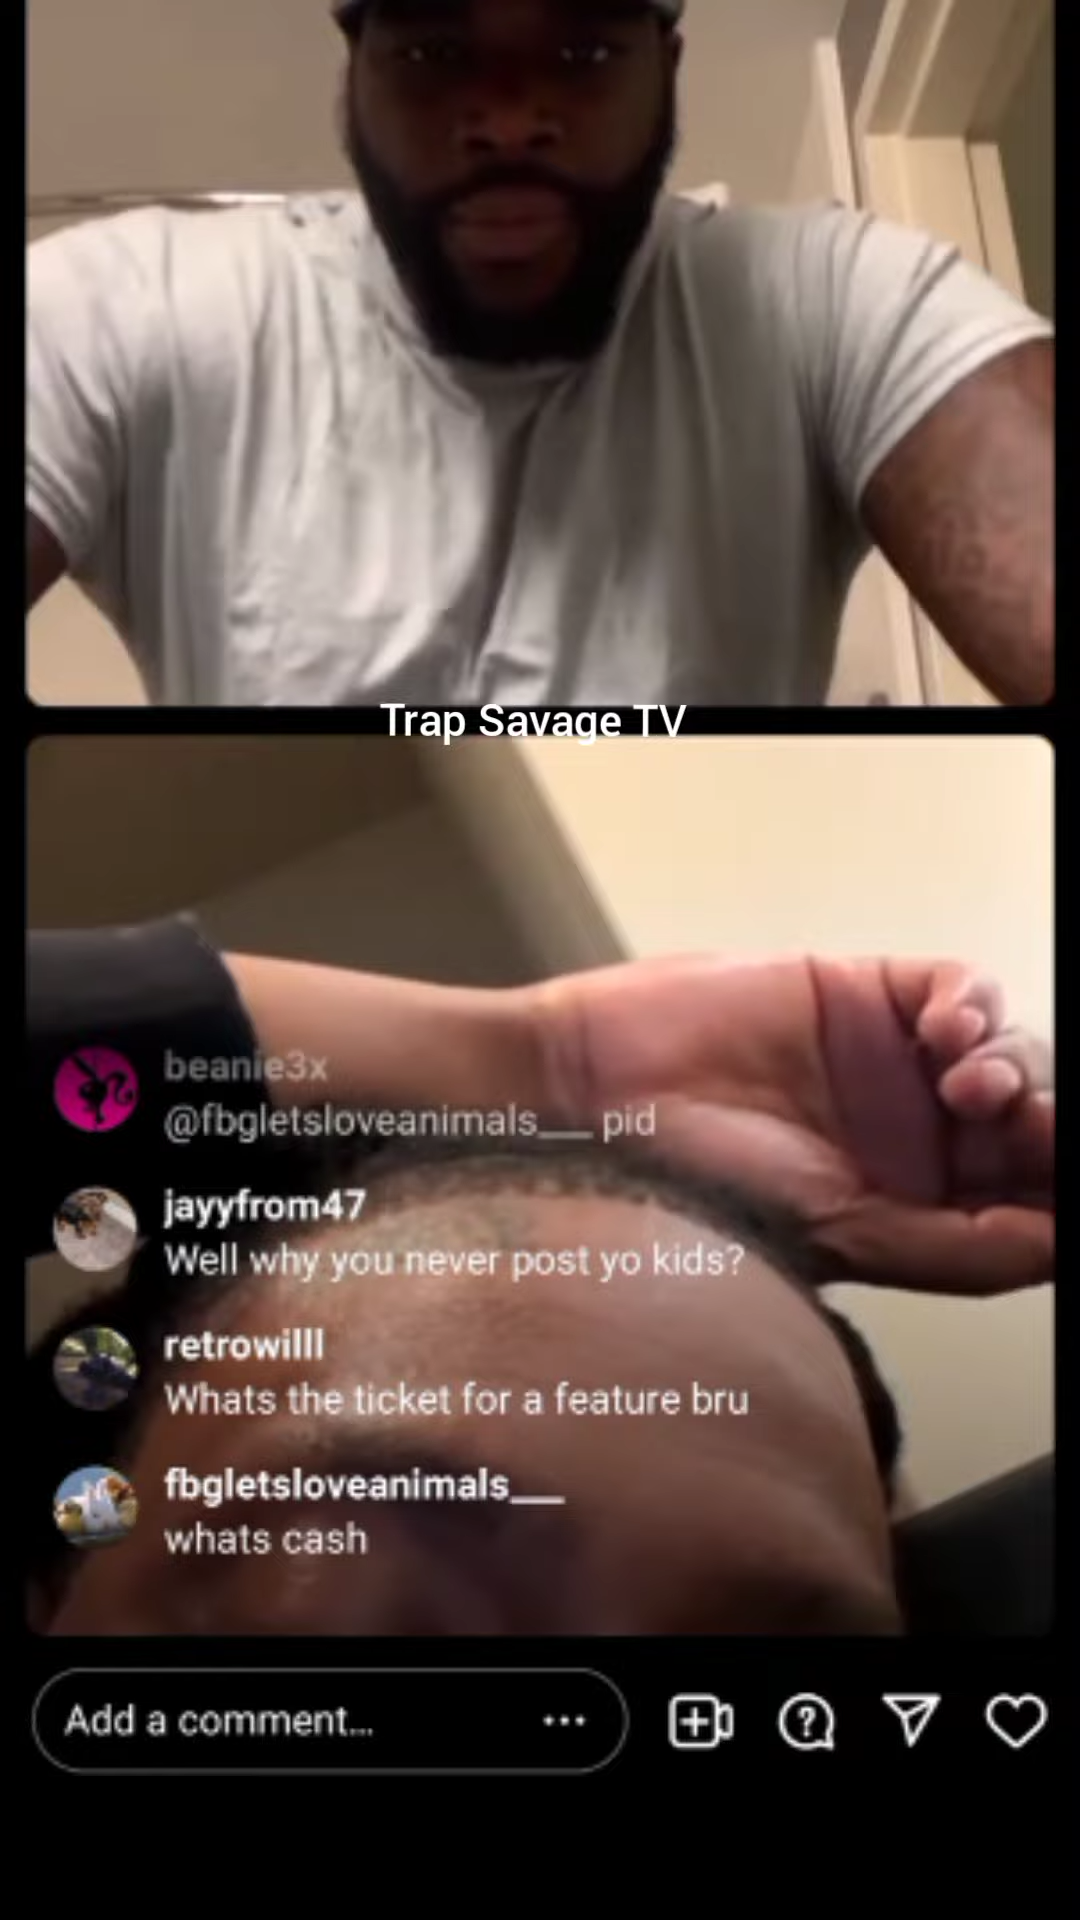 Trap Savage TV
beanie3x
@fbgletsloveanimals___ pid
jayyfrom47
Well why you never post yo kids?
retrowilll
Whats the ticket for a feature bru
fbgletsloveanimals___
whats cash
Add a comment...